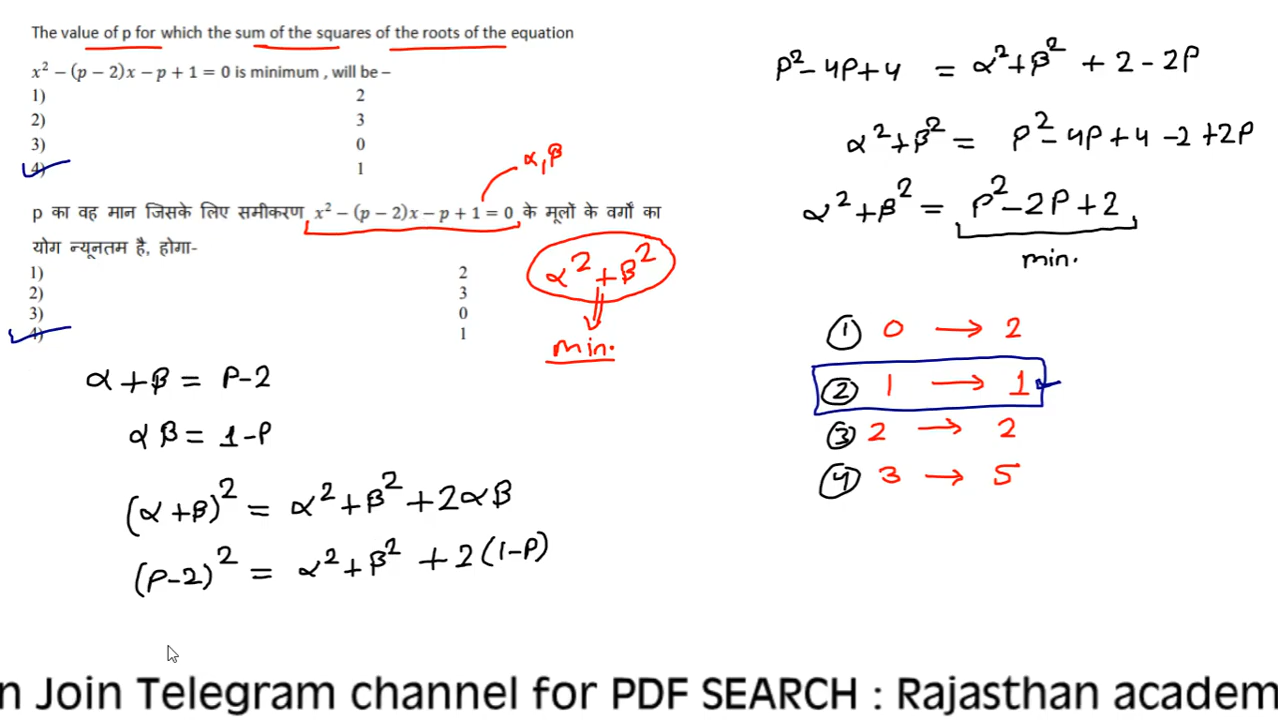 The value of p for which the sum of the squares of the roots of the equation
x² − (p − 2)x − p + 1 = 0 is minimum , will be –
1) 2
2) 3
3) 0
4) 1
p का वह मान जिसके लिए समीकरण x² − (p − 2)x − p + 1 = 0 के मूलों के वर्गों का
योग न्यूनतम है, होगा-
1) 2
2) 3
3) 0
4) 1
α, β
α² + β²
min.
α + β = P-2
α β = 1-P
(α + β)² = α² + β² + 2αβ
(P-2)² = α² + β² + 2(1-P)
P² - 4P + 4 = α² + β² + 2 - 2P
α² + β² = P² - 4P + 4 - 2 + 2P
α² + β² = P² - 2P + 2
min.
① 0 → 2
② 1 → 1
③ 2 → 2
④ 3 → 5
n Join Telegram channel for PDF SEARCH : Rajasthan academ